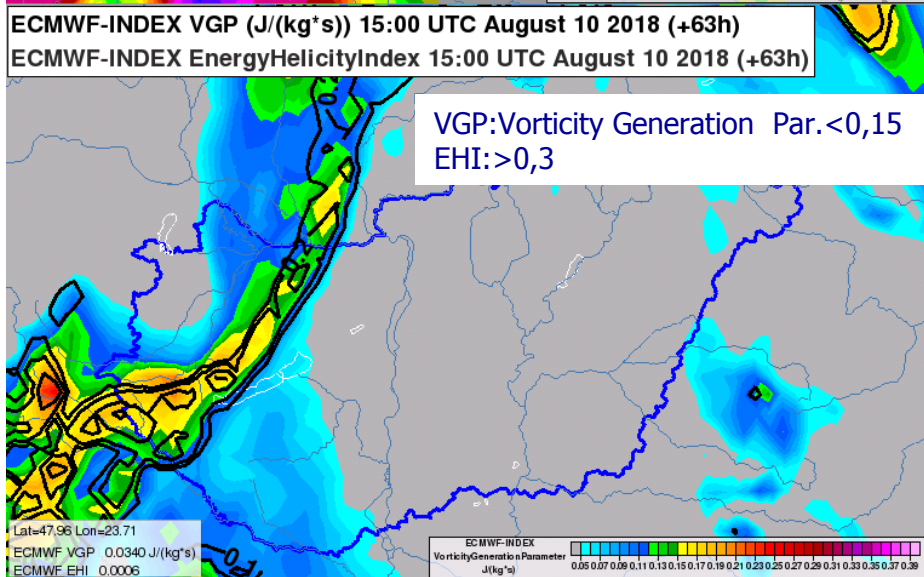 ECMWF-INDEX VGP (J/(kg*s)) 15:00 UTC August 10 2018 (+63h)
ECMWF-INDEX EnergyHelicityIndex 15:00 UTC August 10 2018 (+63h)
VGP:Vorticity Generation Par.<0,15
EHI:>0,3
0.2
Lat=47.96 Lon=23.71
ECMWF VGP 0.0340 J/(kg*s)
ECMWF EHI 0.0006
ECMWF-INDEX
VorticityGenerationParameter
J/(kg*s)
0.05 0.07 0.09 0.11 0.13 0.15 0.17 0.19 0.21 0.23 0.25 0.27 0.29 0.31 0.33 0.35 0.37 0.39